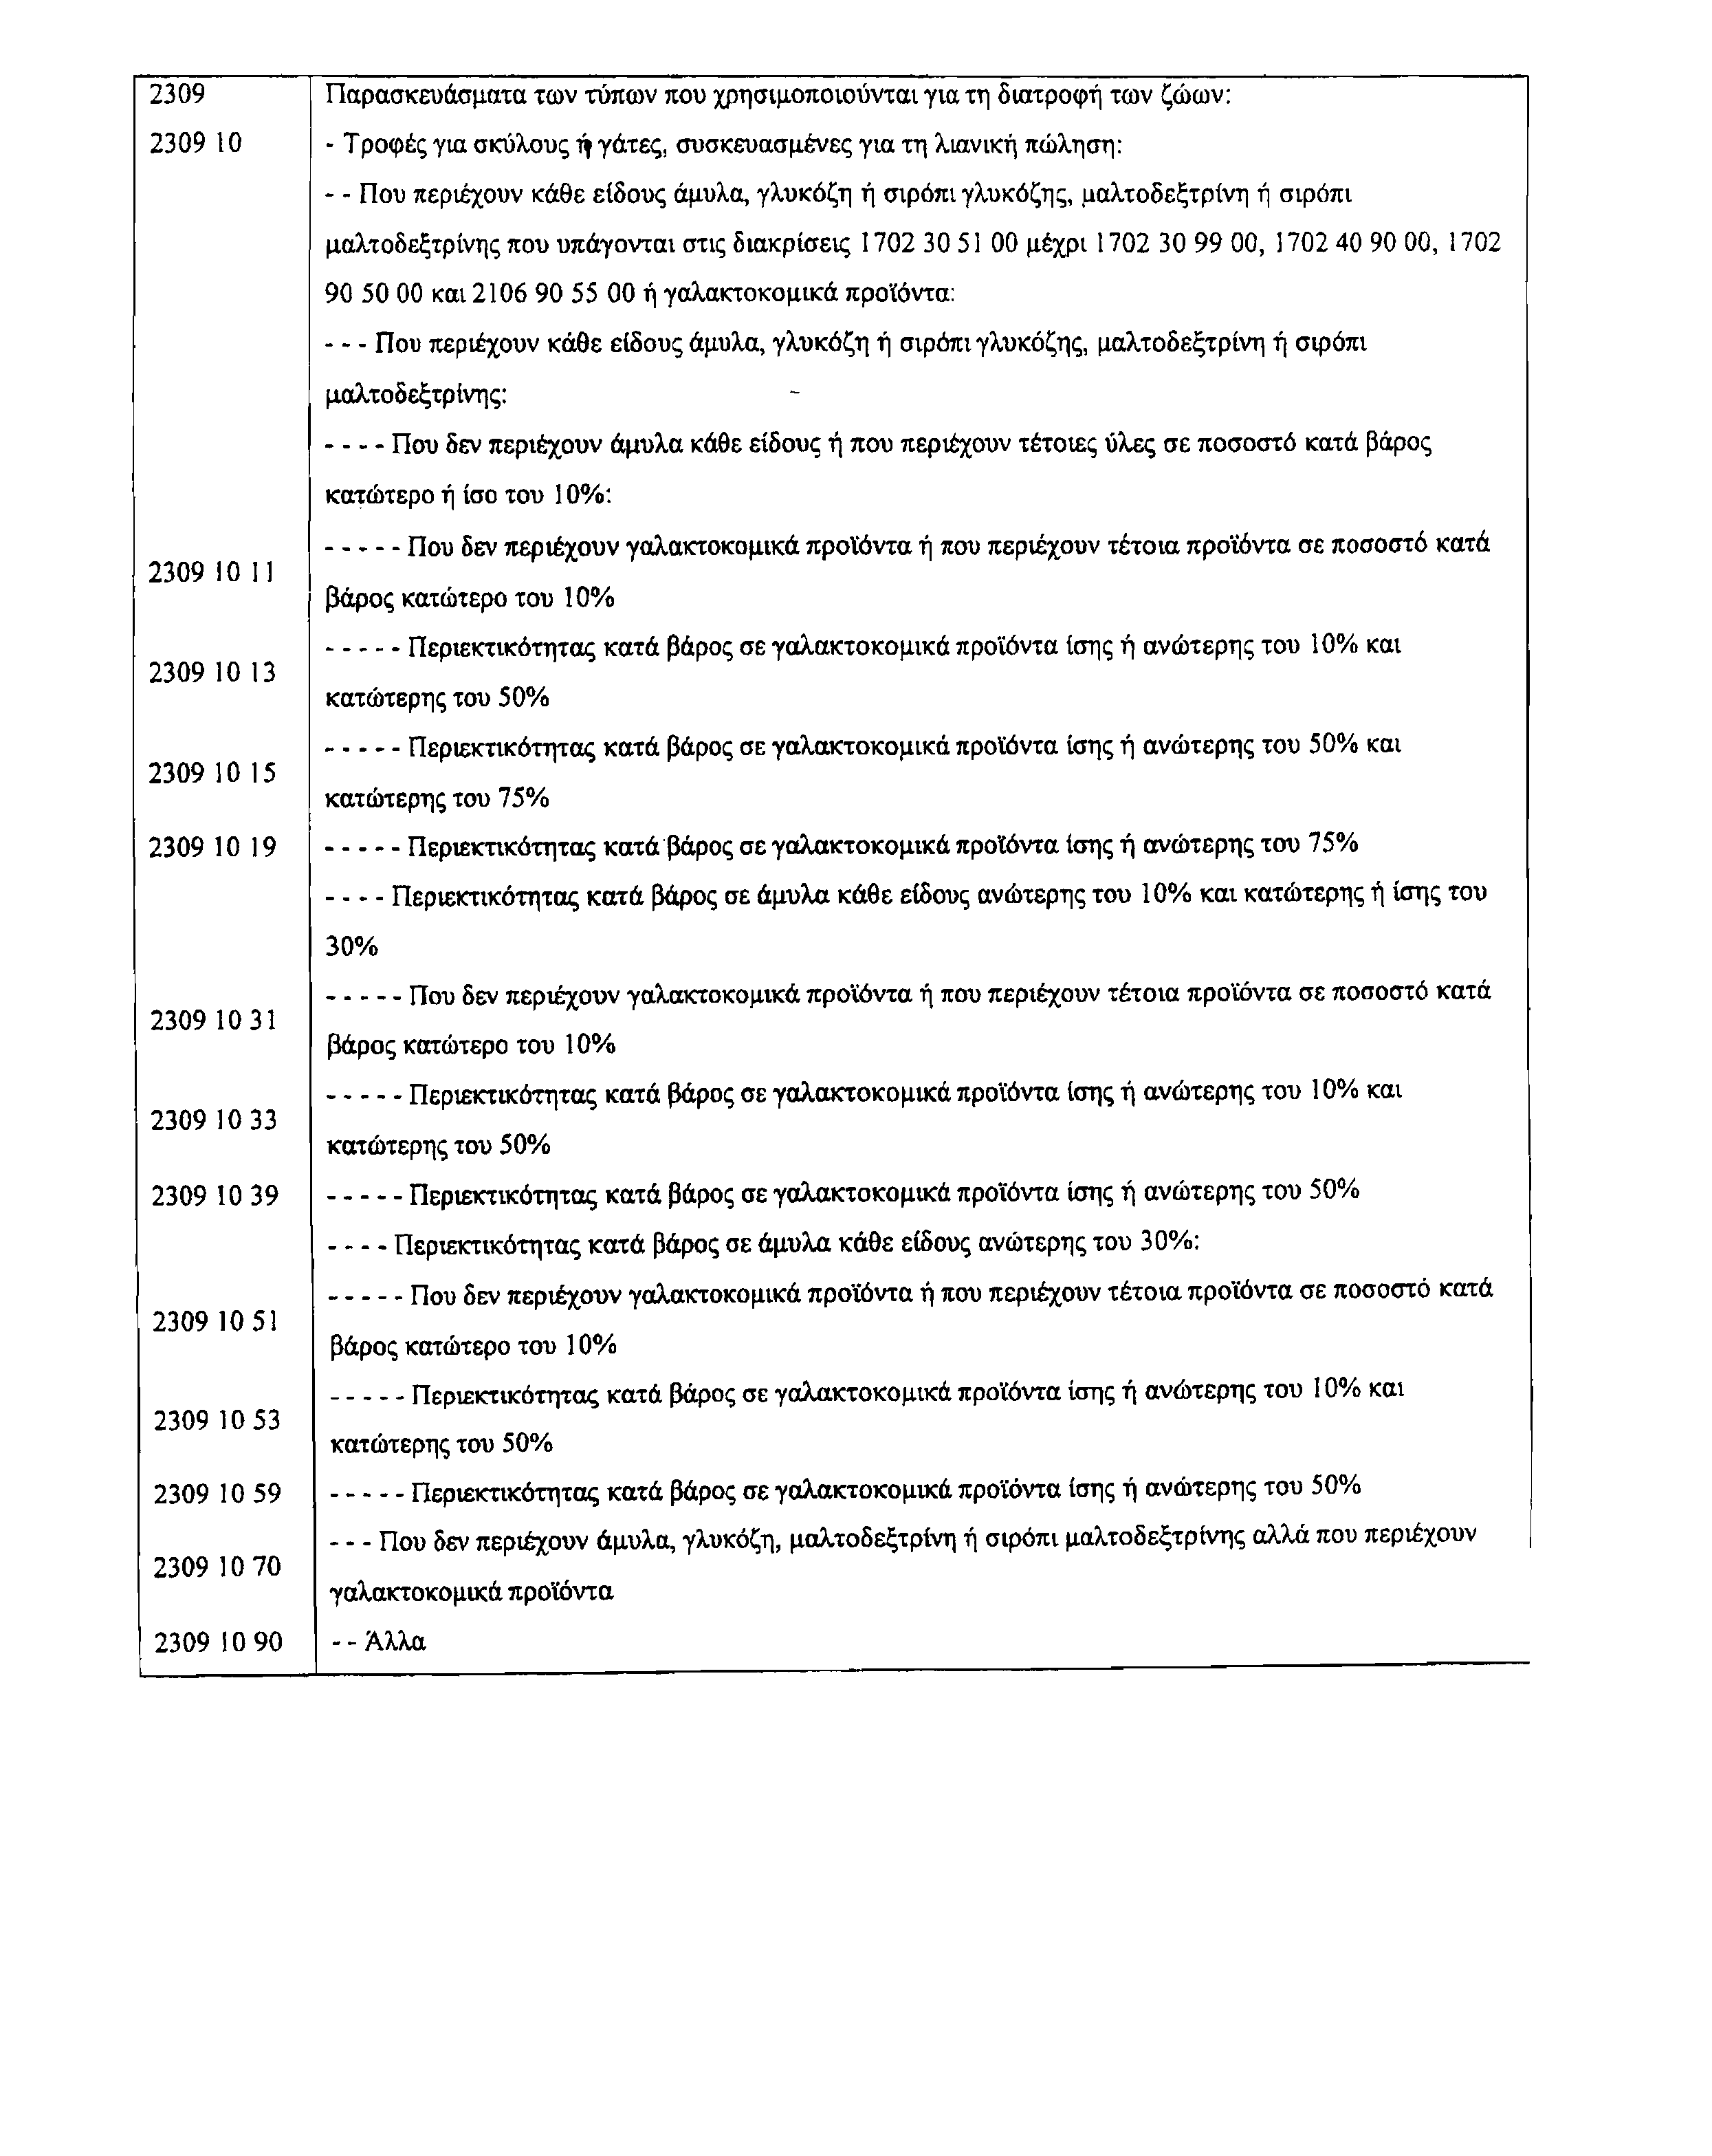 2309 Παρασκευάσματα των τύπων που χρησιμοποιούνται για τη διατροφή των ζώων:
2309 10 - Τροφές για σκύλους ή γάτες, συσκευασμένες για τη λιανική πώληση:
- - Που περιέχουν κάθε είδους άμυλα, γλυκόζη ή σιρόπι γλυκόζης, μαλτοδεξτρίνη ή σιρόπι
μαλτοδεξτρίνης που υπάγονται στις διακρίσεις 1702 30 51 00 μέχρι 1702 30 99 00, 1702 40 90 00, 1702
90 50 00 και 2106 90 55 00 ή γαλακτοκομικά προϊόντα:
- - - Που περιέχουν κάθε είδους άμυλα, γλυκόζη ή σιρόπι γλυκόζης, μαλτοδεξτρίνη ή σιρόπι
μαλτοδεξτρίνης:
- - - - Που δεν περιέχουν άμυλα κάθε είδους ή που περιέχουν τέτοιες ύλες σε ποσοστό κατά βάρος
κατώτερο ή ίσο του 10%:
- - - - - Που δεν περιέχουν γαλακτοκομικά προϊόντα ή που περιέχουν τέτοια προϊόντα σε ποσοστό κατά
2309 10 11
βάρος κατώτερο του 10%
- - - - - Περιεκτικότητας κατά βάρος σε γαλακτοκομικά προϊόντα ίσης ή ανώτερης του 10% και
2309 10 13
κατώτερης του 50%
- - - - - Περιεκτικότητας κατά βάρος σε γαλακτοκομικά προϊόντα ίσης ή ανώτερης του 50% και
2309 10 15
κατώτερης του 75%
2309 10 19 - - - - - Περιεκτικότητας κατά βάρος σε γαλακτοκομικά προϊόντα ίσης ή ανώτερης του 75%
- - - - Περιεκτικότητας κατά βάρος σε άμυλα κάθε είδους ανώτερης του 10% και κατώτερης ή ίσης του
30%
- - - - - Που δεν περιέχουν γαλακτοκομικά προϊόντα ή που περιέχουν τέτοια προϊόντα σε ποσοστό κατά
2309 10 31
βάρος κατώτερο του 10%
- - - - - Περιεκτικότητας κατά βάρος σε γαλακτοκομικά προϊόντα ίσης ή ανώτερης του 10% και
2309 10 33
κατώτερης του 50%
2309 10 39 - - - - - Περιεκτικότητας κατά βάρος σε γαλακτοκομικά προϊόντα ίσης ή ανώτερης του 50%
- - - - Περιεκτικότητας κατά βάρος σε άμυλα κάθε είδους ανώτερης του 30%:
- - - - - Που δεν περιέχουν γαλακτοκομικά προϊόντα ή που περιέχουν τέτοια προϊόντα σε ποσοστό κατά
2309 10 51
βάρος κατώτερο του 10%
- - - - - Περιεκτικότητας κατά βάρος σε γαλακτοκομικά προϊόντα ίσης ή ανώτερης του 10% και
2309 10 53
κατώτερης του 50%
2309 10 59 - - - - - Περιεκτικότητας κατά βάρος σε γαλακτοκομικά προϊόντα ίσης ή ανώτερης του 50%
- - - Που δεν περιέχουν άμυλα, γλυκόζη, μαλτοδεξτρίνη ή σιρόπι μαλτοδεξτρίνης αλλά που περιέχουν
2309 10 70
γαλακτοκομικά προϊόντα
2309 10 90 - - Άλλα